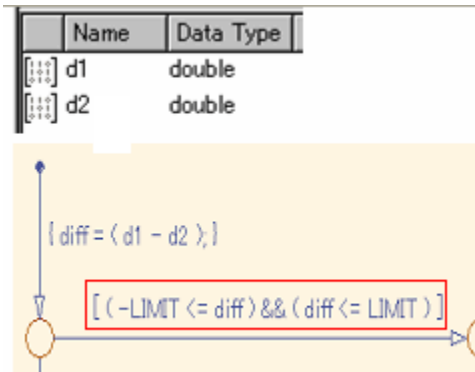 Name Data Type
d1 double
d2 double
{ diff = ( d1 - d2 ); }
[ ( -LIMIT <= diff ) && ( diff <= LIMIT ) ]